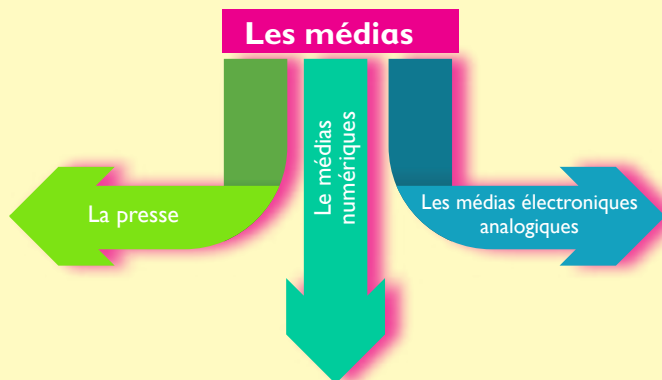 Les médias
La presse
Le médias
numériques
Les médias électroniques
analogiques